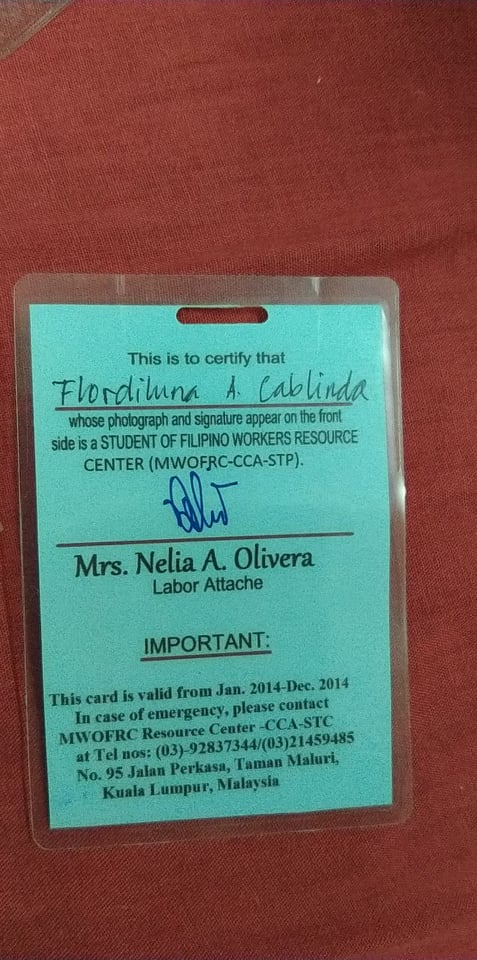 This is to certify that
Flordiluna A. Cablinda
whose photograph and signature appear on the front
side is a STUDENT OF FILIPINO WORKERS RESOURCE
CENTER (MWOFRC-CCA-STP).
Mrs. Nelia A. Olivera
Labor Attache
IMPORTANT:
This card is valid from Jan. 2014-Dec. 2014
In case of emergency, please contact
MWOFRC Resource Center -CCA-STC
at Tel nos: (03)-92837344/(03)21459485
No. 95 Jalan Perkasa, Taman Maluri,
Kuala Lumpur, Malaysia